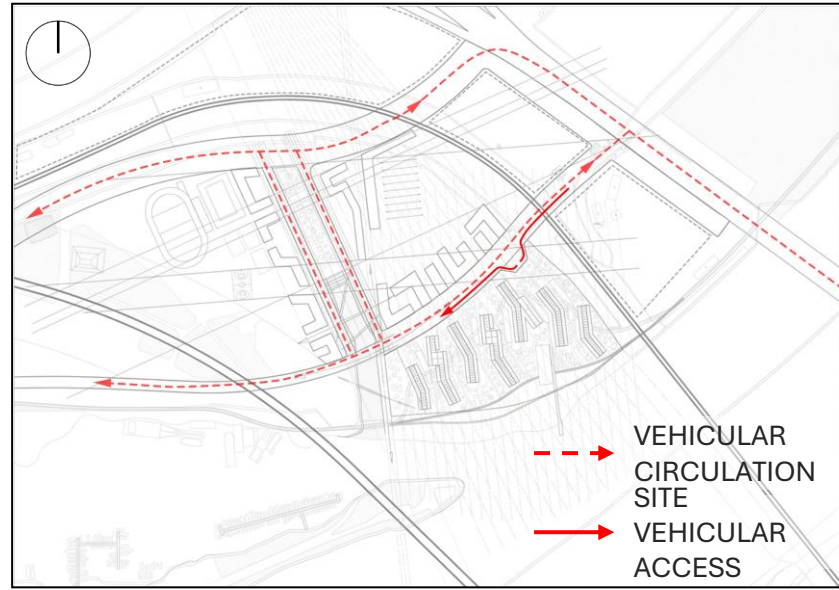 VEHICULAR
CIRCULATION
SITE
VEHICULAR
ACCESS